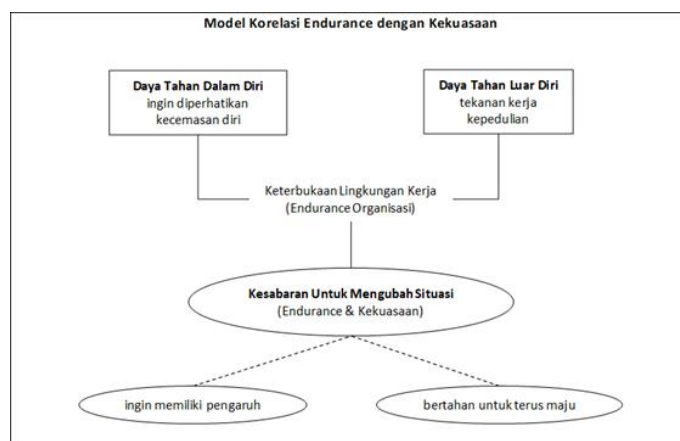 Model Korelasi Endurance dengan Kekuasaan
Daya Tahan Dalam Diri
ingin diperhatikan
kecemasan diri
Daya Tahan Luar Diri
tekanan kerja
kepedulian
Keterbukaan Lingkungan Kerja
(Endurance Organisasi)
Kesabaran Untuk Mengubah Situasi
(Endurance & Kekuasaan)
ingin memiliki pengaruh
bertahan untuk terus maju